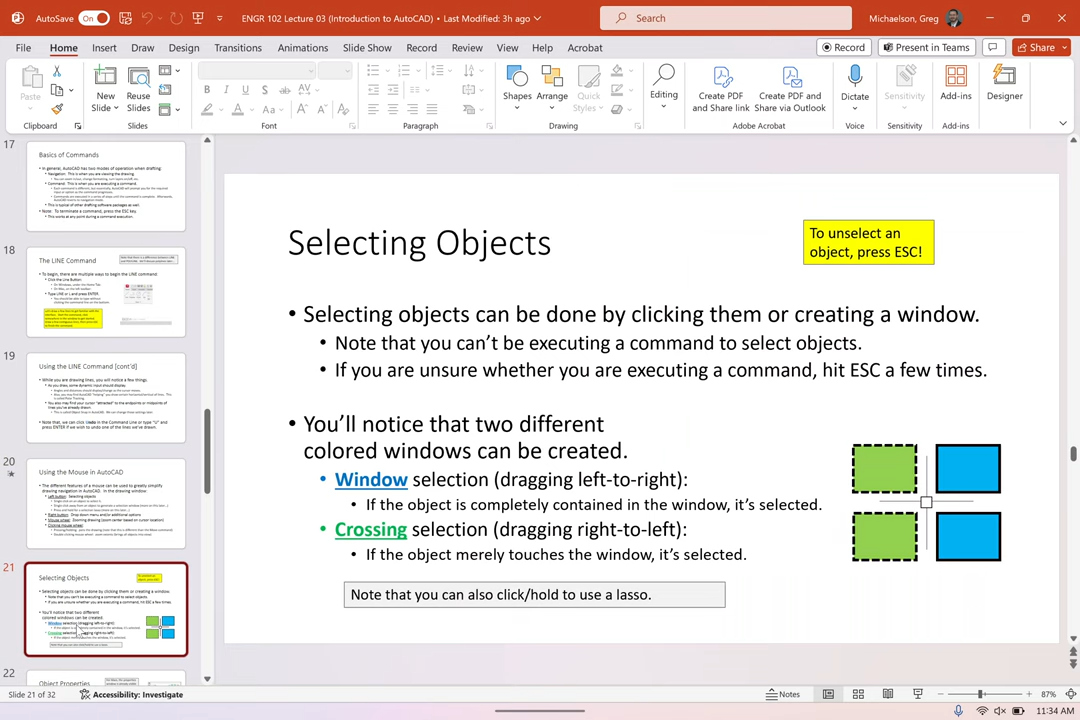 AutoSave On
ENGR 102 Lecture 03 (Introduction to AutoCAD) • Last Modified: 3h ago
Search
Michaelson, Greg
File Home Insert Draw Design Transitions Animations Slide Show Record Review View Help Acrobat
Record Present in Teams Share
Paste
New Slide
Reuse Slides
Shapes Arrange Quick Styles
Editing
Create PDF and Share link
Create PDF and Share via Outlook
Dictate
Sensitivity
Add-ins
Designer
Clipboard Slides Font Paragraph Drawing Adobe Acrobat Voice Sensitivity Add-ins
17
Basics of Commands
18
The LINE Command
19
Using the LINE Command [cont'd]
20
Using the Mouse in AutoCAD
21
Selecting Objects
22
Object Properties
Selecting Objects
To unselect an
object, press ESC!
• Selecting objects can be done by clicking them or creating a window.
• Note that you can't be executing a command to select objects.
• If you are unsure whether you are executing a command, hit ESC a few times.
• You'll notice that two different
colored windows can be created.
• Window selection (dragging left-to-right):
• If the object is completely contained in the window, it's selected.
• Crossing selection (dragging right-to-left):
• If the object merely touches the window, it's selected.
Note that you can also click/hold to use a lasso.
Slide 21 of 32 Accessibility: Investigate
Notes
87%
11:34 AM